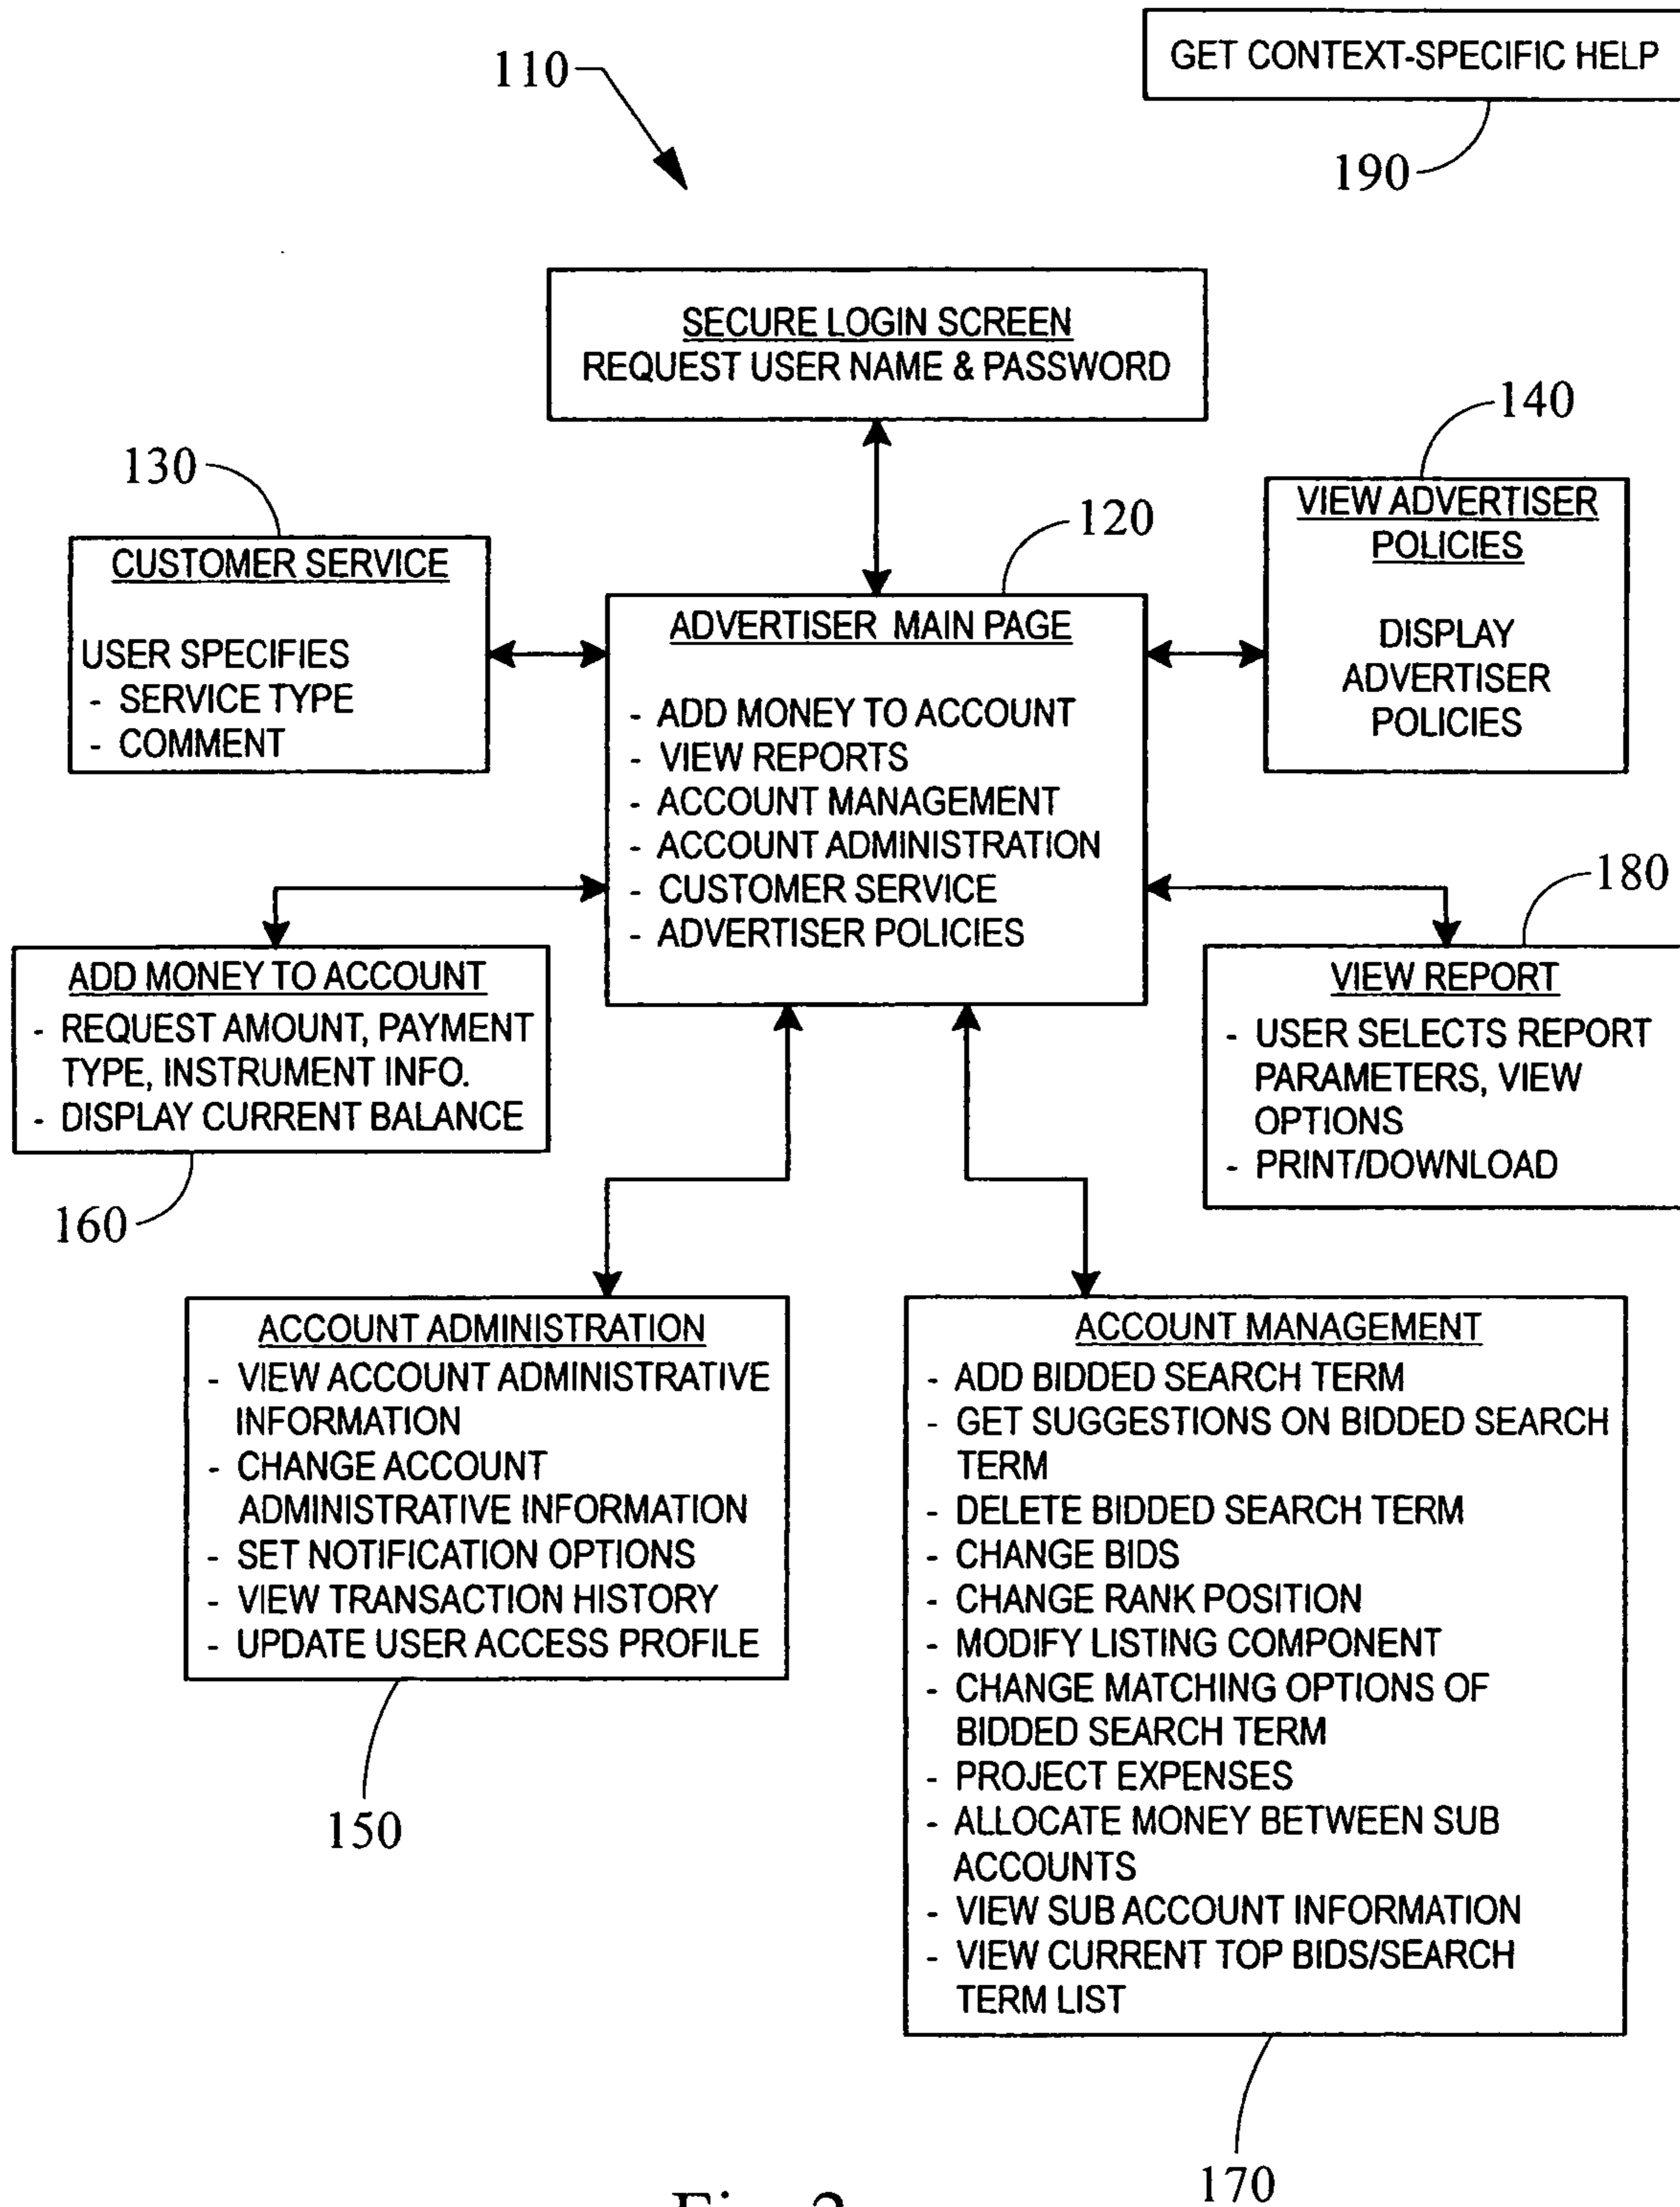 110
GET CONTEXT-SPECIFIC HELP
190
SECURE LOGIN SCREEN
REQUEST USER NAME & PASSWORD
130
CUSTOMER SERVICE
USER SPECIFIES
- SERVICE TYPE
- COMMENT
120
ADVERTISER MAIN PAGE
- ADD MONEY TO ACCOUNT
- VIEW REPORTS
- ACCOUNT MANAGEMENT
- ACCOUNT ADMINISTRATION
- CUSTOMER SERVICE
- ADVERTISER POLICIES
140
VIEW ADVERTISER
POLICIES
DISPLAY
ADVERTISER
POLICIES
ADD MONEY TO ACCOUNT
- REQUEST AMOUNT, PAYMENT
TYPE, INSTRUMENT INFO.
- DISPLAY CURRENT BALANCE
160
180
VIEW REPORT
- USER SELECTS REPORT
PARAMETERS, VIEW
OPTIONS
- PRINT/DOWNLOAD
ACCOUNT ADMINISTRATION
- VIEW ACCOUNT ADMINISTRATIVE
INFORMATION
- CHANGE ACCOUNT
ADMINISTRATIVE INFORMATION
- SET NOTIFICATION OPTIONS
- VIEW TRANSACTION HISTORY
- UPDATE USER ACCESS PROFILE
150
ACCOUNT MANAGEMENT
- ADD BIDDED SEARCH TERM
- GET SUGGESTIONS ON BIDDED SEARCH
TERM
- DELETE BIDDED SEARCH TERM
- CHANGE BIDS
- CHANGE RANK POSITION
- MODIFY LISTING COMPONENT
- CHANGE MATCHING OPTIONS OF
BIDDED SEARCH TERM
- PROJECT EXPENSES
- ALLOCATE MONEY BETWEEN SUB
ACCOUNTS
- VIEW SUB ACCOUNT INFORMATION
- VIEW CURRENT TOP BIDS/SEARCH
TERM LIST
170
Fig. 2